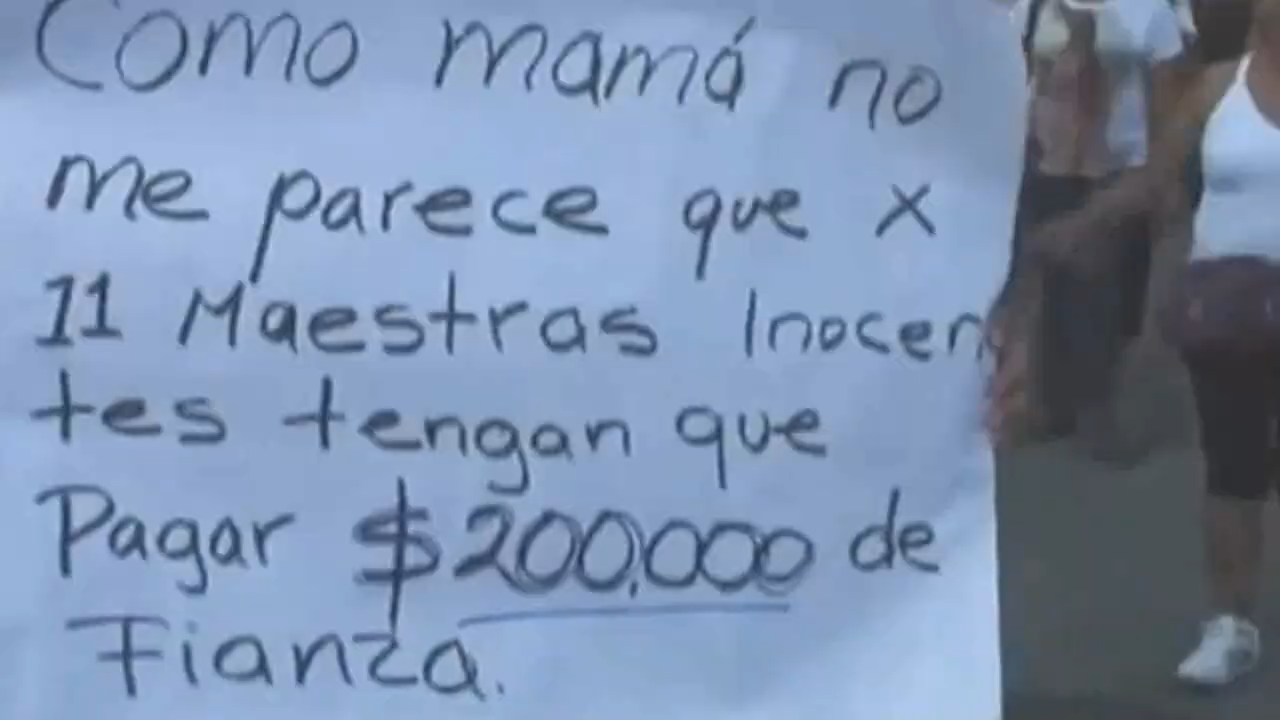 Como mamá no
me parece que x
11 Maestras Inocen
tes tengan que
Pagar $200,000 de
Fianza.